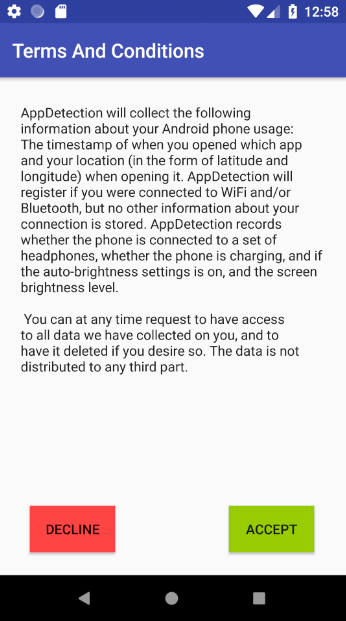 12:58
Terms And Conditions
AppDetection will collect the following
information about your Android phone usage:
The timestamp of when you opened which app
and your location (in the form of latitude and
longitude) when opening it. AppDetection will
register if you were connected to WiFi and/or
Bluetooth, but no other information about your
connection is stored. AppDetection records
whether the phone is connected to a set of
headphones, whether the phone is charging, and if
the auto-brightness settings is on, and the screen
brightness level.
You can at any time request to have access
to all data we have collected on you, and to
have it deleted if you desire so. The data is not
distributed to any third part.
DECLINE
ACCEPT